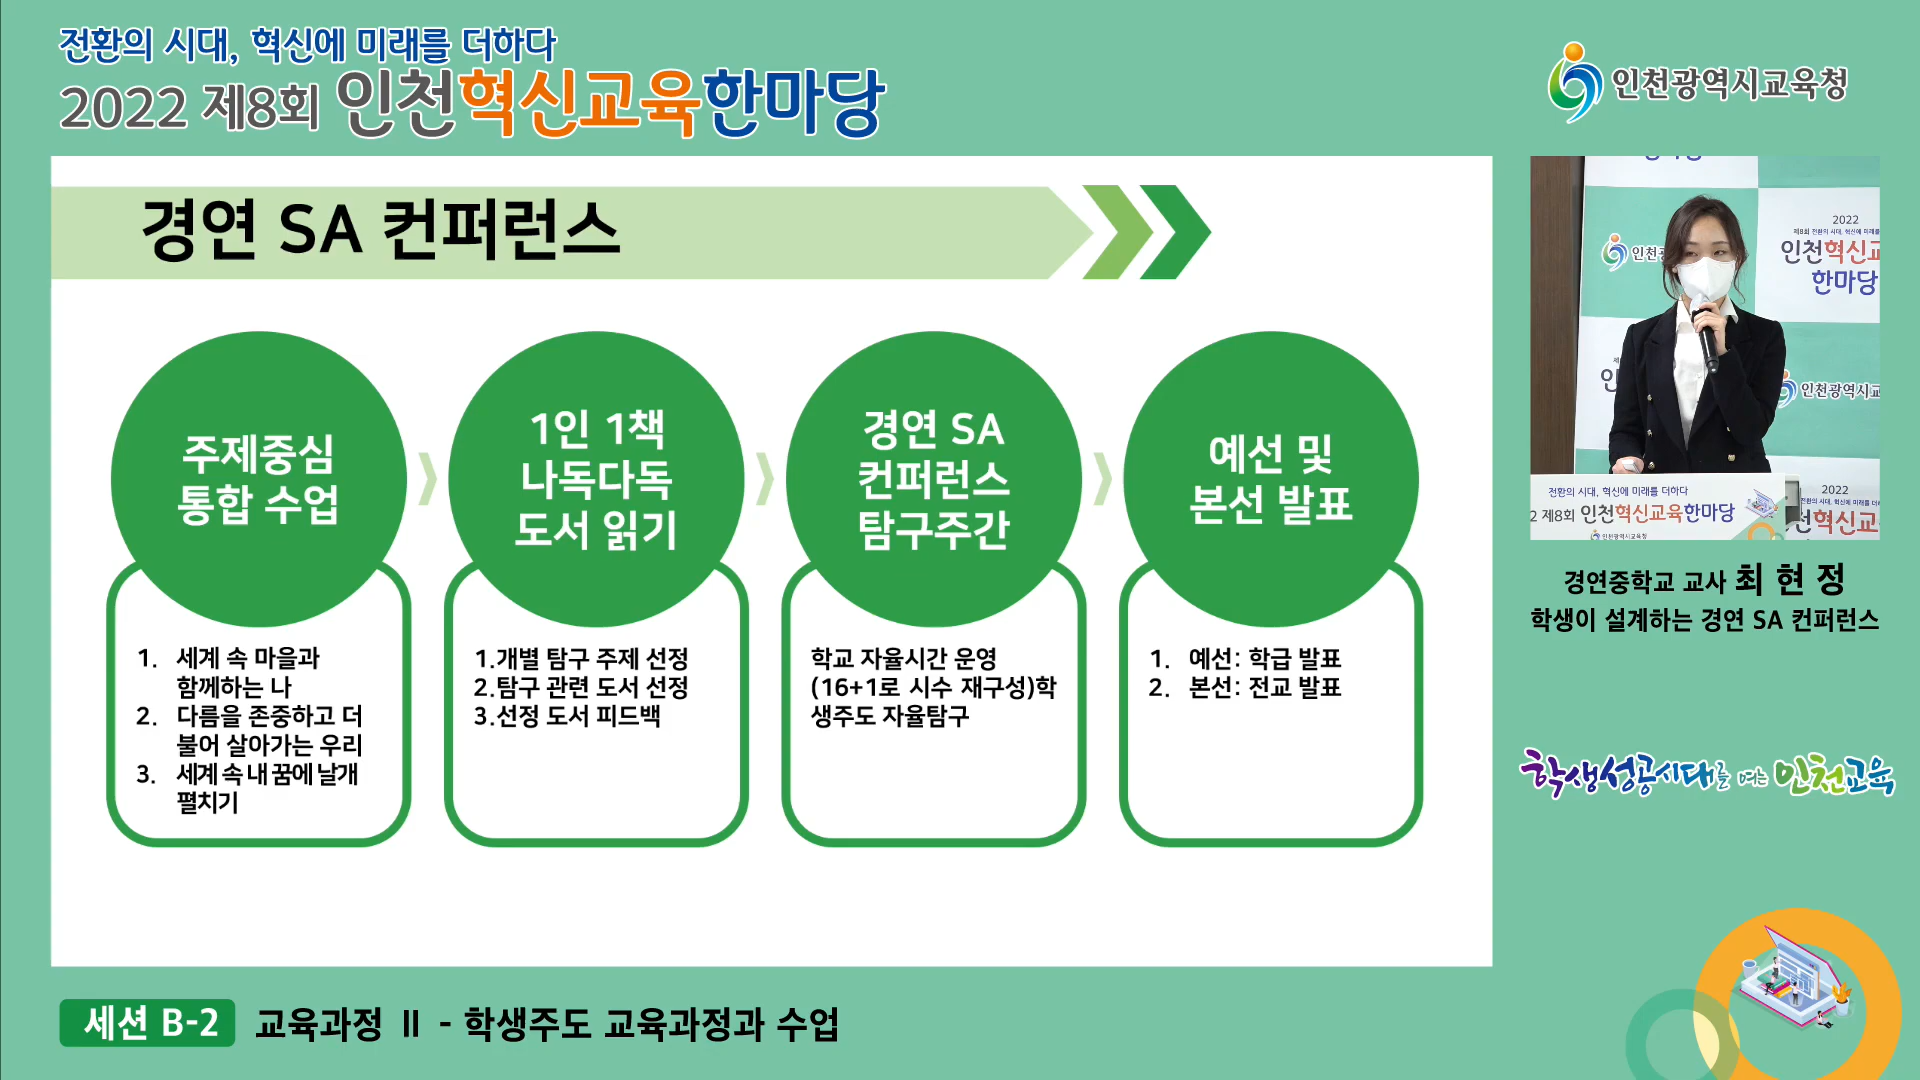 전환의 시대, 혁신에 미래를 더하다
2022 제8회 인천혁신교육한마당
인천광역시교육청
경연 SA 컨퍼런스
주제중심
통합 수업
1. 세계 속 마을과
함께하는 나
2. 다름을 존중하고 더
불어 살아가는 우리
3. 세계 속 내 꿈에 날개
펼치기
1인 1책
나독다독
도서 읽기
1.개별 탐구 주제 선정
2.탐구 관련 도서 선정
3.선정 도서 피드백
경연 SA
컨퍼런스
탐구주간
학교 자율시간 운영
(16+1로 시수 재구성)학
생주도 자율탐구
예선 및
본선 발표
1. 예선: 학급 발표
2. 본선: 전교 발표
2022
인천혁신교
한마당
인천광역시교
전환의 시대, 혁신에 미래를 더하다
2 제8회 인천혁신교육한마당
인천광역시교육청
2022
천혁신교
경연중학교 교사 최 현 정
학생이 설계하는 경연 SA 컨퍼런스
학생성공시대를 여는 인천교육
세션 B-2 교육과정 Ⅱ - 학생주도 교육과정과 수업